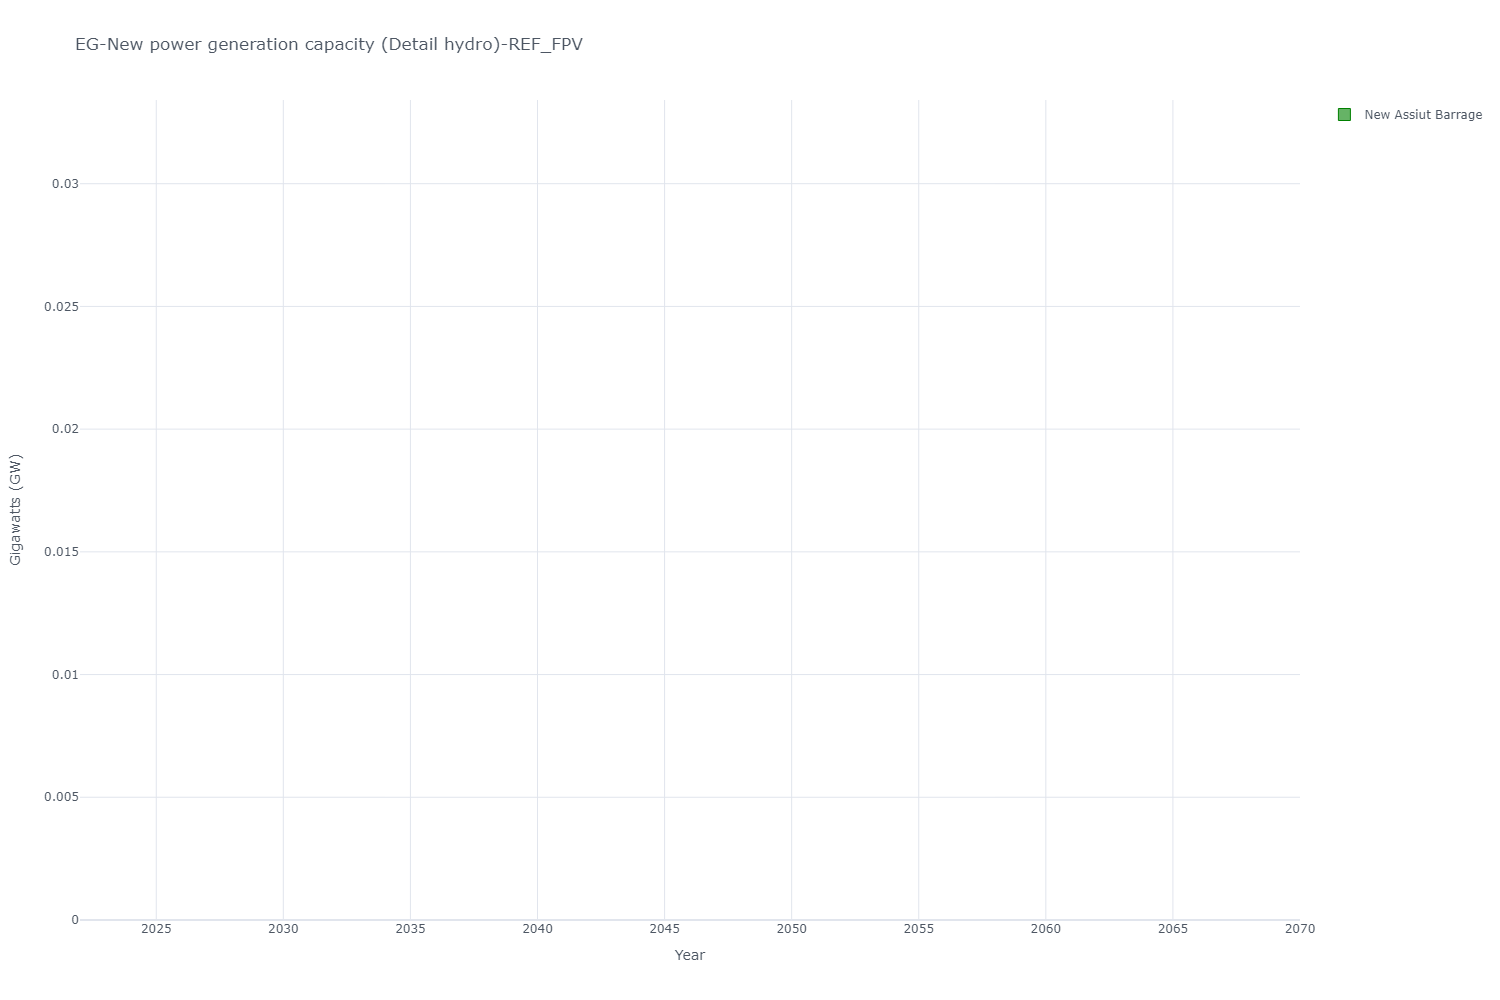 EG-New power generation capacity (Detail hydro)-REF_FPV
New Assiut Barrage
0.03
0.025
0.02
0.015
0.01
0.005
0
Gigawatts (GW)
2025 2030 2035 2040 2045 2050 2055 2060 2065 2070
Year